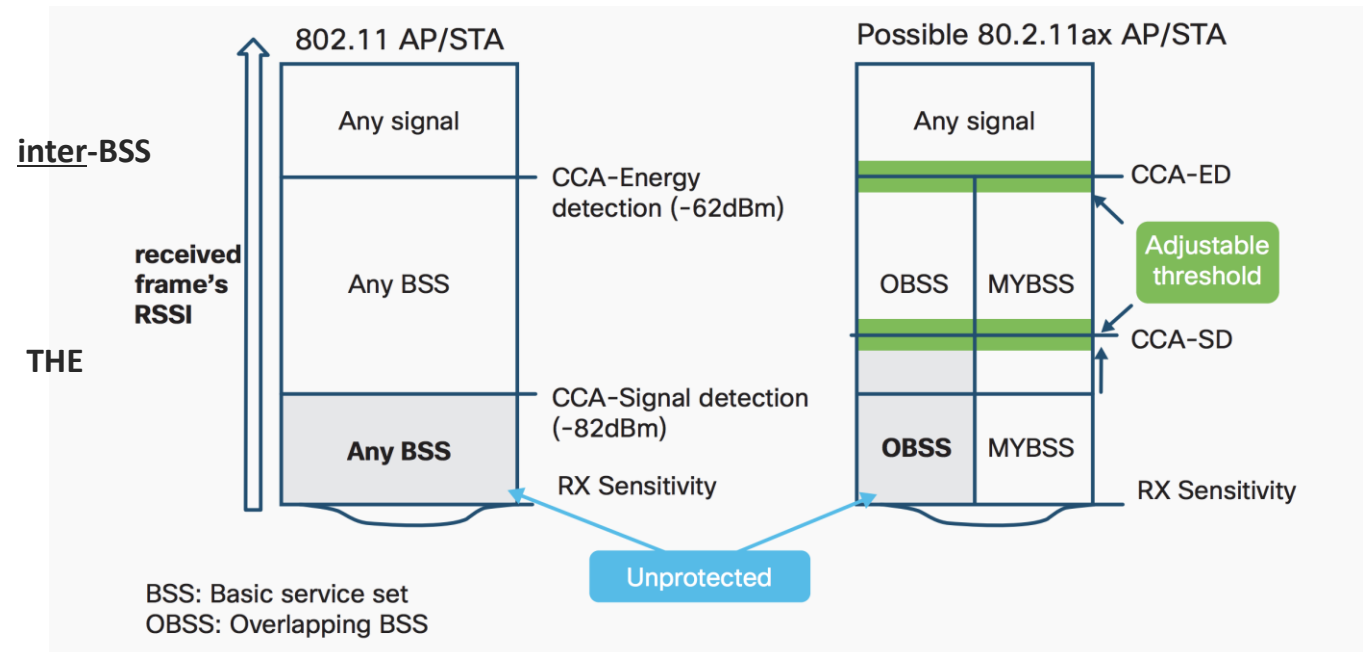 802.11 AP/STA
Possible 80.2.11ax AP/STA
Any signal
Any signal
inter-BSS
CCA-Energy
detection (-62dBm)
CCA-ED
received
frame's
RSSI
Any BSS
OBSS
MYBSS
Adjustable
threshold
THE
CCA-SD
CCA-Signal detection
(-82dBm)
Any BSS
OBSS
MYBSS
RX Sensitivity
RX Sensitivity
Unprotected
BSS: Basic service set
OBSS: Overlapping BSS